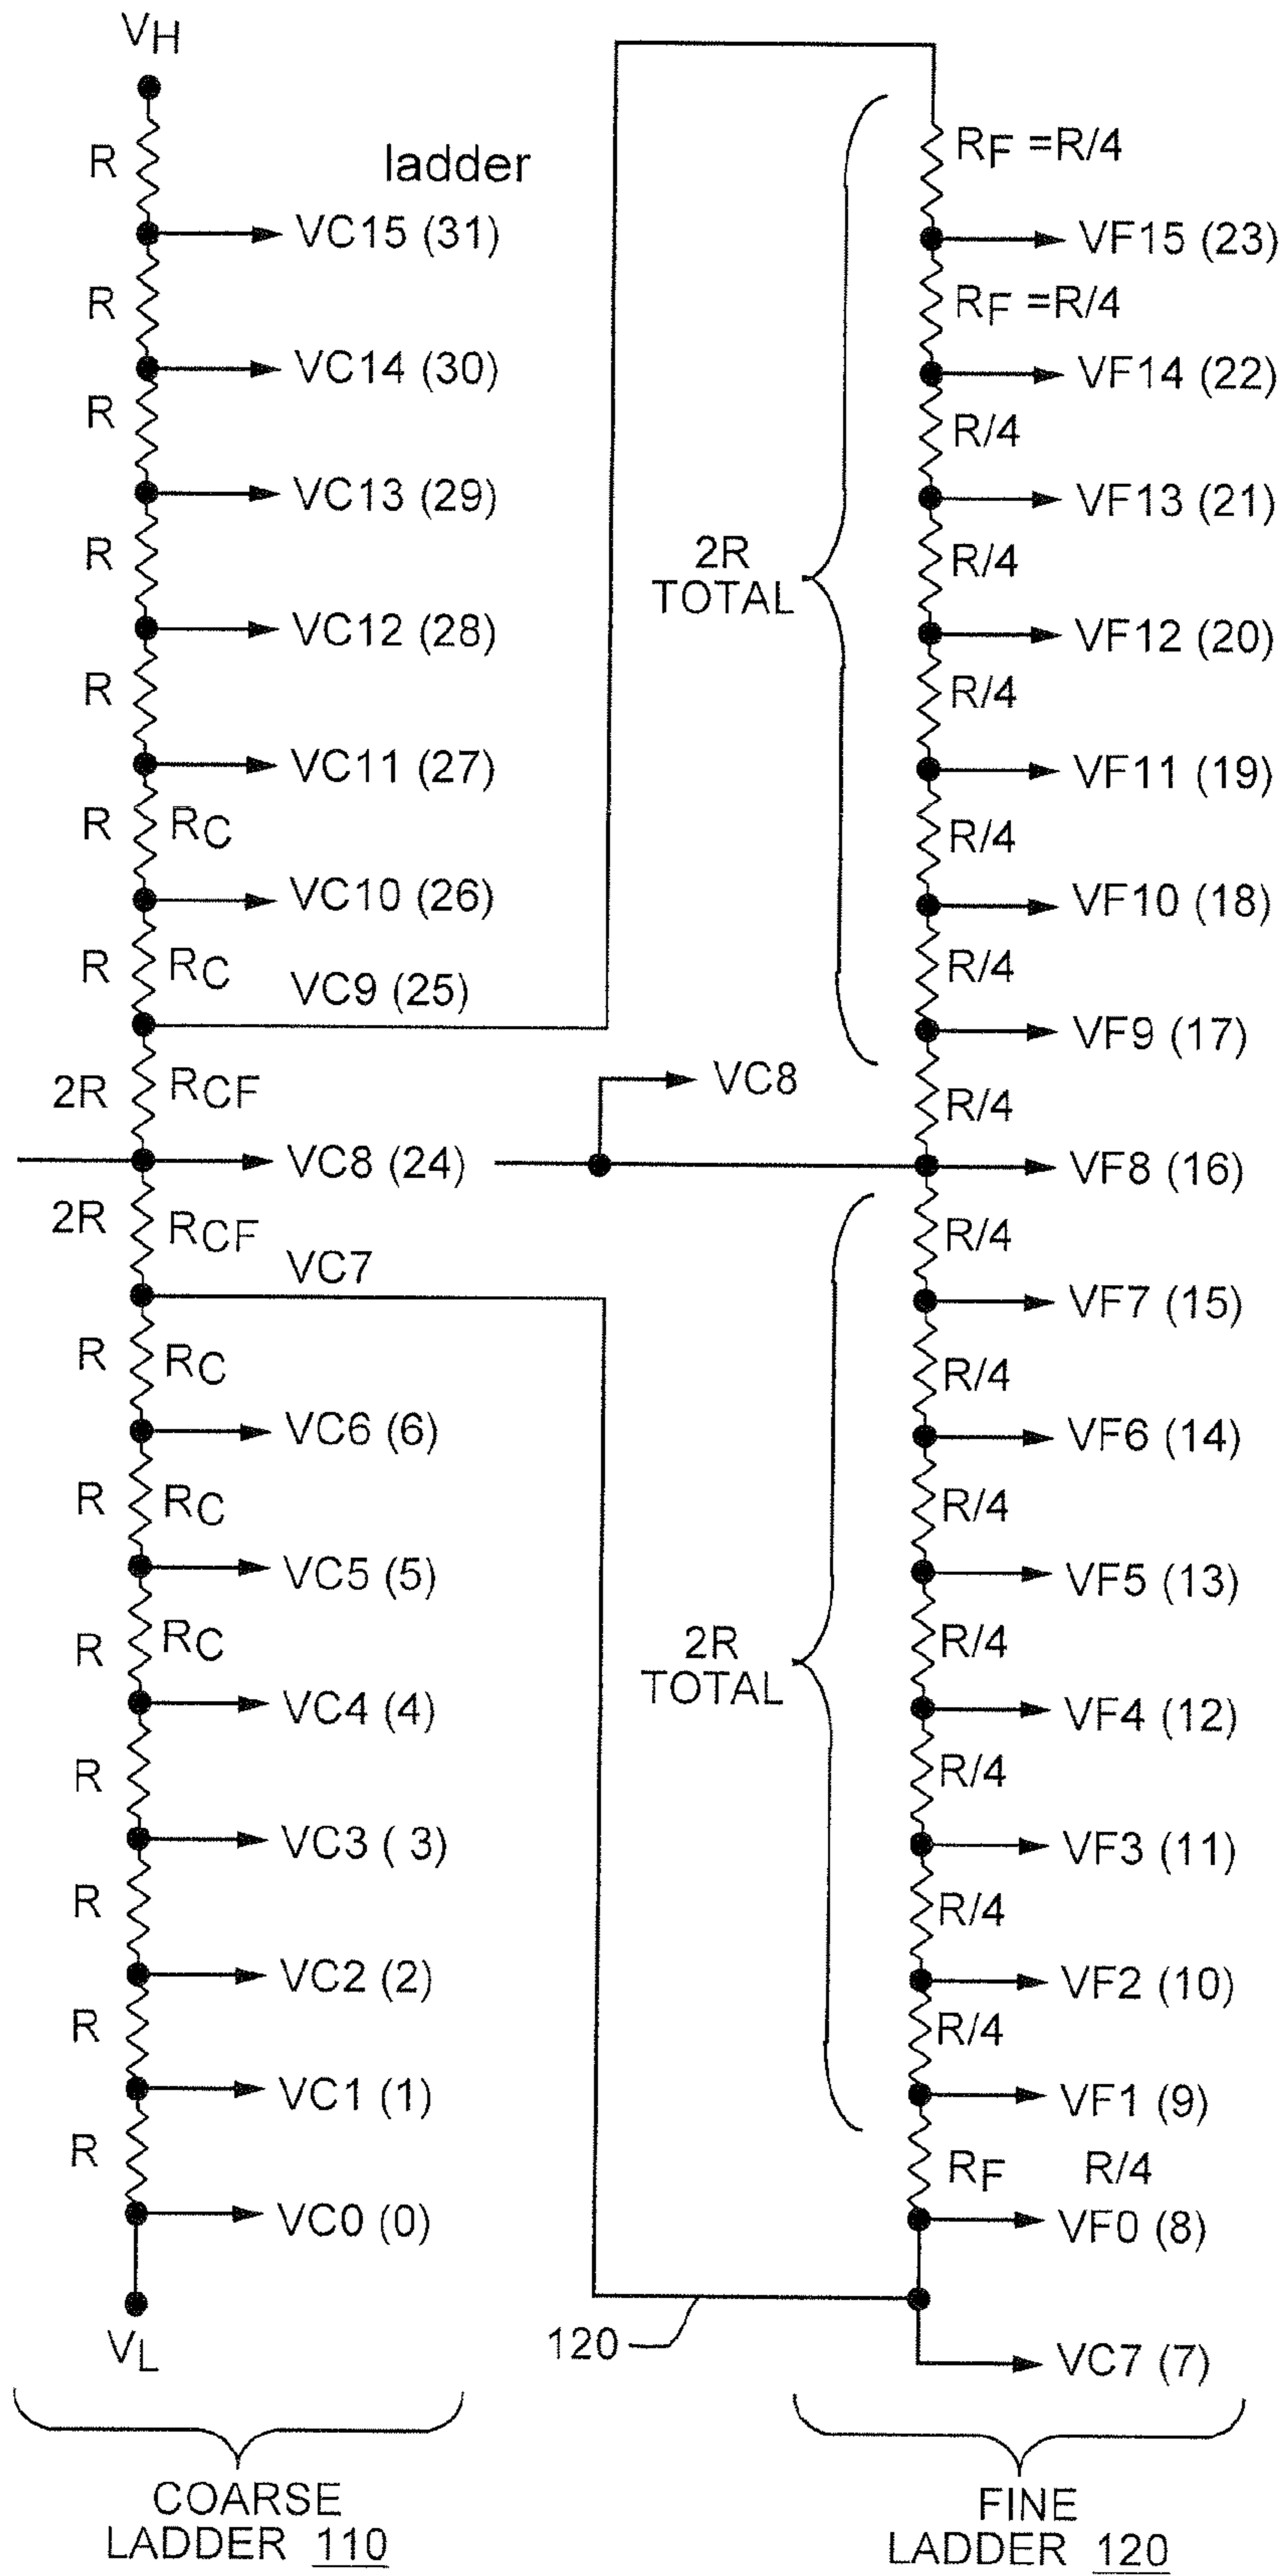 VH
R
ladder
VC15 (31)
R
VC14 (30)
R
VC13 (29)
R
VC12 (28)
R
VC11 (27)
R RC
VC10 (26)
R RC
VC9 (25)
2R RCF
VC8 (24)
2R RCF
VC7
R RC
VC6 (6)
R RC
VC5 (5)
R RC
VC4 (4)
R
VC3 ( 3)
R
VC2 (2)
R
VC1 (1)
R
VC0 (0)
VL
COARSE
LADDER 110
2R
TOTAL
VC8
2R
TOTAL
120
RF =R/4
VF15 (23)
RF =R/4
VF14 (22)
R/4
VF13 (21)
R/4
VF12 (20)
R/4
VF11 (19)
R/4
VF10 (18)
R/4
VF9 (17)
R/4
VF8 (16)
R/4
VF7 (15)
R/4
VF6 (14)
R/4
VF5 (13)
R/4
VF4 (12)
R/4
VF3 (11)
R/4
VF2 (10)
R/4
VF1 (9)
RF R/4
VF0 (8)
VC7 (7)
FINE
LADDER 120